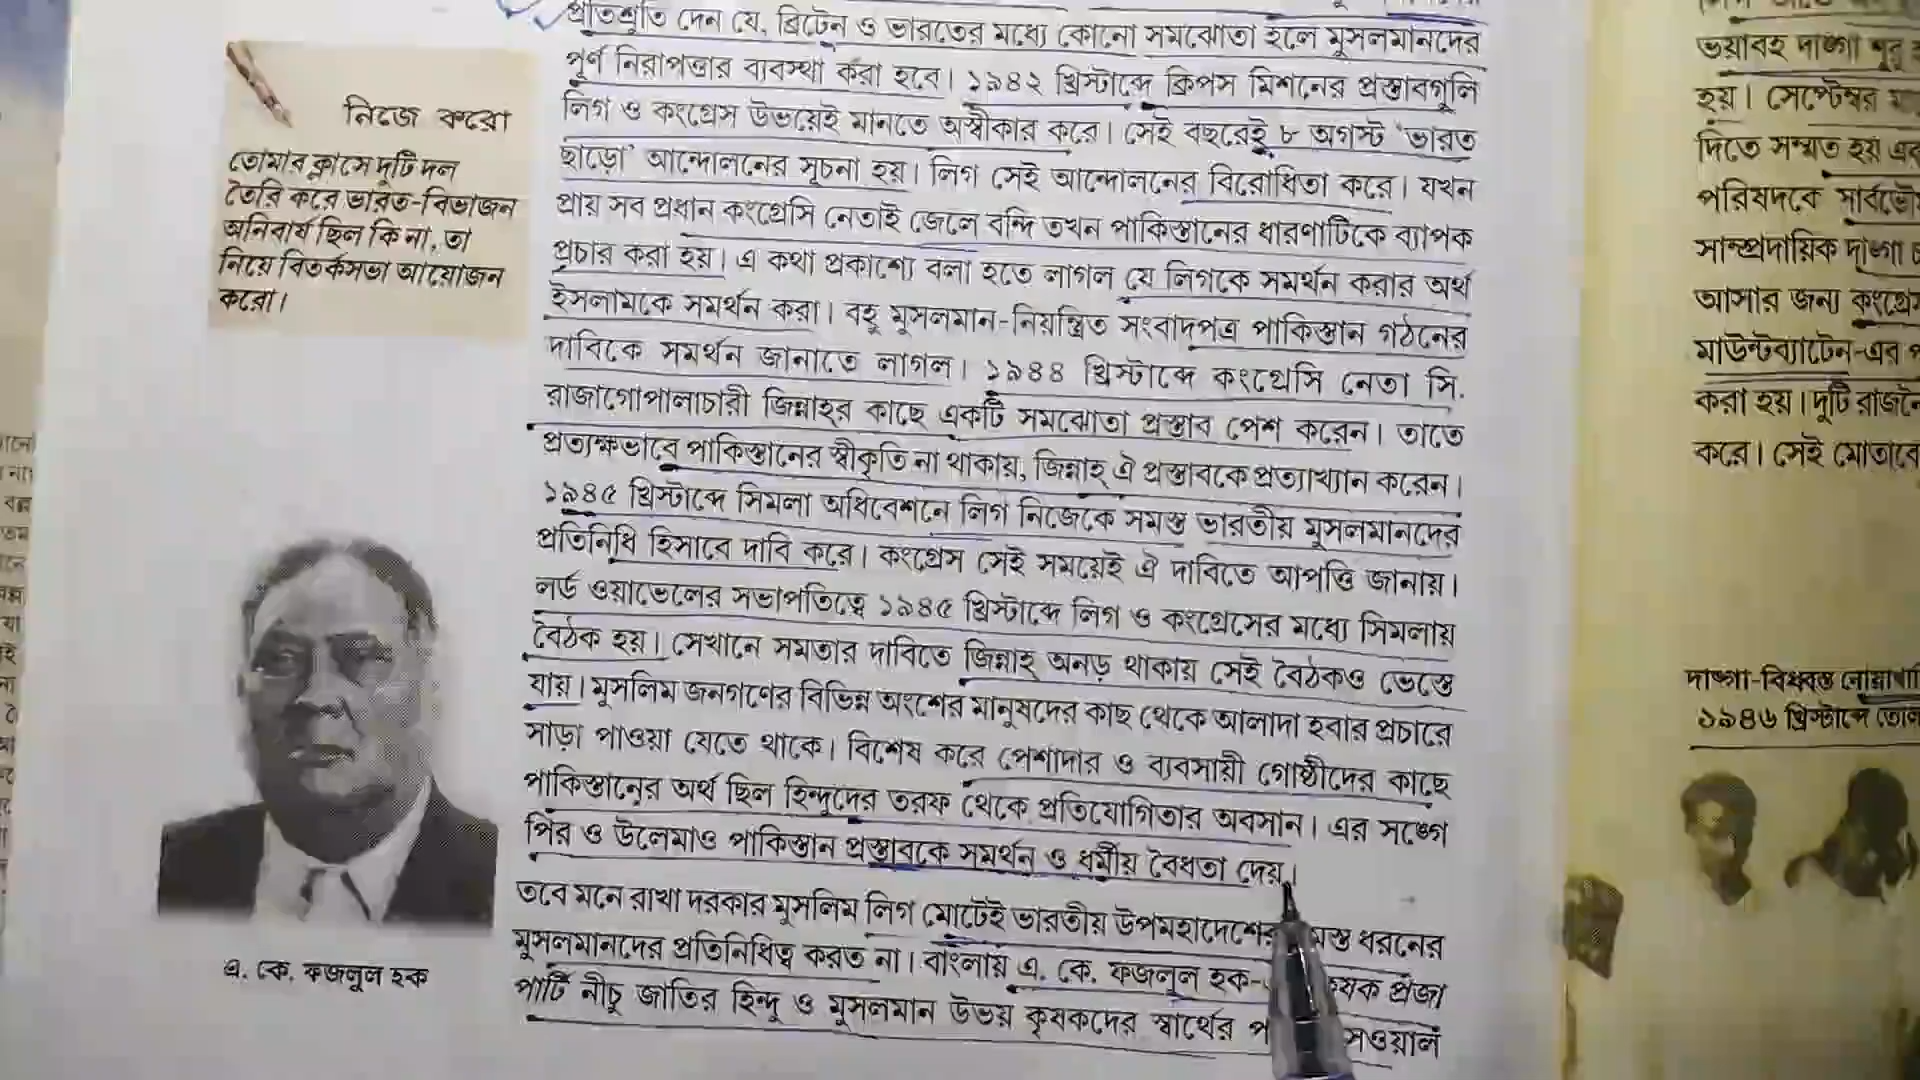 নিজে করো
তোমার ক্লাসে দুটি দল
তৈরি করে ভারত-বিভাজন
অনিবার্য ছিল কি না, তা
নিয়ে বিতর্কসভা আয়োজন
করো।
এ. কে. ফজলুল হক
প্রতিশ্রুতি দেন যে, ব্রিটেন ও ভারতের মধ্যে কোনো সমঝোতা হলে মুসলমানদের
পূর্ণ নিরাপত্তার ব্যবস্থা করা হবে। ১৯৪২ খ্রিস্টাব্দে ক্রিপস মিশনের প্রস্তাবগুলি
লিগ ও কংগ্রেস উভয়েই মানতে অস্বীকার করে। সেই বছরেই ৮ অগস্ট 'ভারত
ছাড়ো' আন্দোলনের সূচনা হয়। লিগ সেই আন্দোলনের বিরোধিতা করে। যখন
প্রায় সব প্রধান কংগ্রেসি নেতাই জেলে বন্দি তখন পাকিস্তানের ধারণাটিকে ব্যাপক
প্রচার করা হয়। এ কথা প্রকাশ্যে বলা হতে লাগল যে লিগকে সমর্থন করার অর্থ
ইসলামকে সমর্থন করা। বহু মুসলমান-নিয়ন্ত্রিত সংবাদপত্র পাকিস্তান গঠনের
দাবিকে সমর্থন জানাতে লাগল। ১৯৪৪ খ্রিস্টাব্দে কংগ্রেসি নেতা সি.
রাজাগোপালাচারী জিন্নাহ্‌র কাছে একটি সমঝোতা প্রস্তাব পেশ করেন। তাতে
প্রত্যক্ষভাবে পাকিস্তানের স্বীকৃতি না থাকায়, জিন্নাহ্‌ ঐ প্রস্তাবকে প্রত্যাখ্যান করেন।
১৯৪৫ খ্রিস্টাব্দে সিমলা অধিবেশনে লিগ নিজেকে সমস্ত ভারতীয় মুসলমানদের
প্রতিনিধি হিসাবে দাবি করে। কংগ্রেস সেই সময়েই ঐ দাবিতে আপত্তি জানায়।
লর্ড ওয়াভেলের সভাপতিত্বে ১৯৪৫ খ্রিস্টাব্দে লিগ ও কংগ্রেসের মধ্যে সিমলায়
বৈঠক হয়। সেখানে সমতার দাবিতে জিন্নাহ্‌ অনড় থাকায় সেই বৈঠকও ভেস্তে
যায়। মুসলিম জনগণের বিভিন্ন অংশের মানুষদের কাছ থেকে আলাদা হবার প্রচারে
সাড়া পাওয়া যেতে থাকে। বিশেষ করে পেশাদার ও ব্যবসায়ী গোষ্ঠীদের কাছে
পাকিস্তানের অর্থ ছিল হিন্দুদের তরফ থেকে প্রতিযোগিতার অবসান। এর সঙ্গে
পির ও উলেমাও পাকিস্তান প্রস্তাবকে সমর্থন ও ধর্মীয় বৈধতা দেয়।
তবে মনে রাখা দরকার মুসলিম লিগ মোটেই ভারতীয় উপমহাদেশের ধরনের
মুসলমানদের প্রতিনিধিত্ব করত না। বাংলায় এ. কে. ফজলুল হক- প্রজা
পার্টি নীচু জাতির হিন্দু ও মুসলমান উভয় কৃষকদের স্বার্থের সওয়াল
ভয়াবহ দাঙ্গা শুরু
হয়। সেপ্টেম্বর
দিতে সম্মত হয়
পরিষদকে
সাম্প্রদায়িক দাঙ্গা
আসার জন্য
মাউন্টব্যাটেন-এর
করা হয়। দুটি
করে। সেই
দাঙ্গা-বিধ্বস্ত
১৯৪৬ খ্রিস্টাব্দে